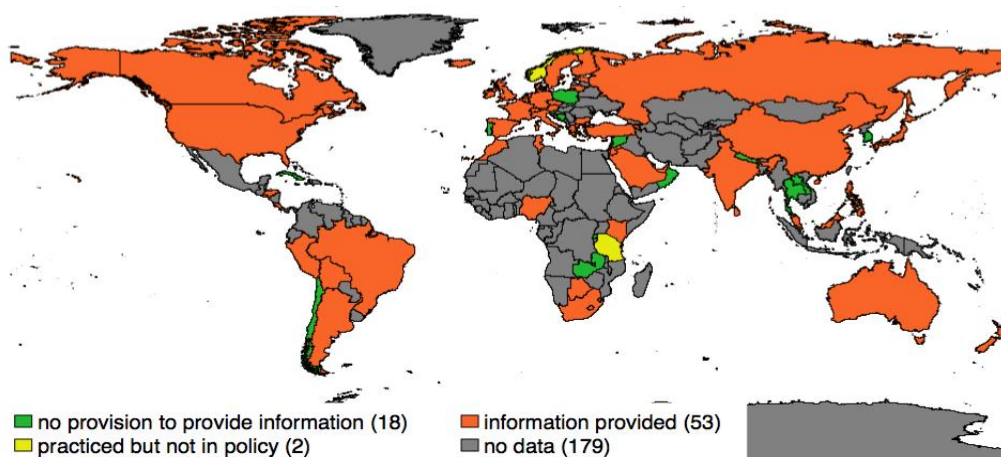 no provision to provide information (18)
practiced but not in policy (2)
information provided (53)
no data (179)